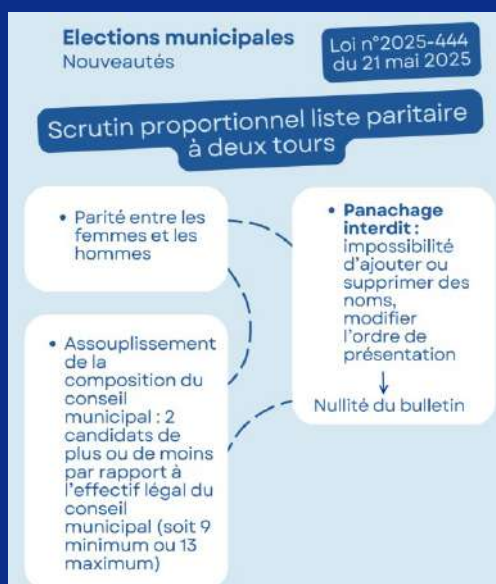 Elections municipales
Nouveautés
Loi n°2025-444
du 21 mai 2025
Scrutin proportionnel liste paritaire
à deux tours
• Parité entre les
femmes et les
hommes
• Panachage
interdit :
impossibilité
d'ajouter ou
supprimer des
noms,
modifier
l'ordre de
présentation
↓
Nullité du bulletin
• Assouplissement
de la
composition du
conseil
municipal : 2
candidats de
plus ou de moins
par rapport à
l'effectif légal du
conseil
municipal (soit 9
minimum ou 13
maximum)